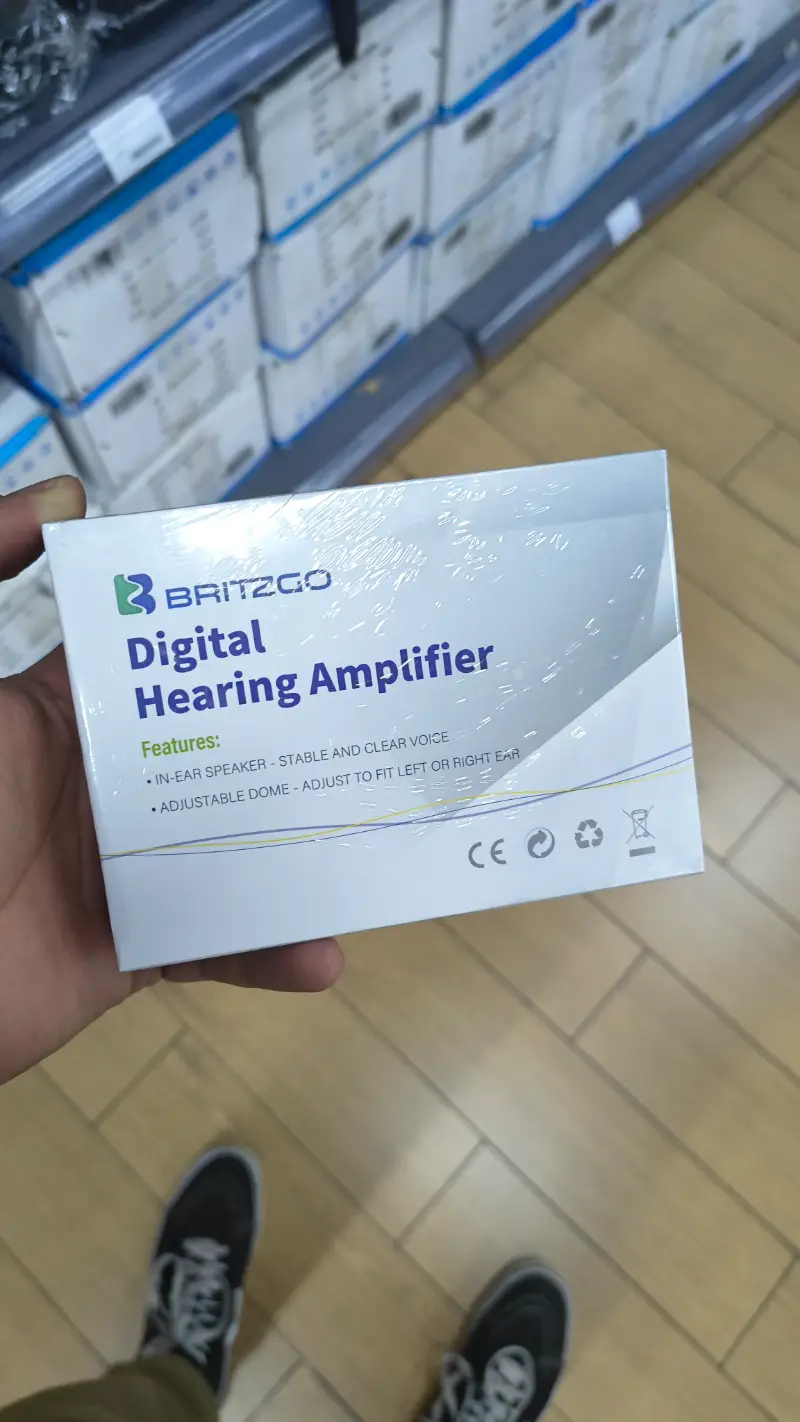 BRITZGO
Digital
Hearing Amplifier
Features:
• IN-EAR SPEAKER - STABLE AND CLEAR VOICE
• ADJUSTABLE DOME - ADJUST TO FIT LEFT OR RIGHT EAR
CE